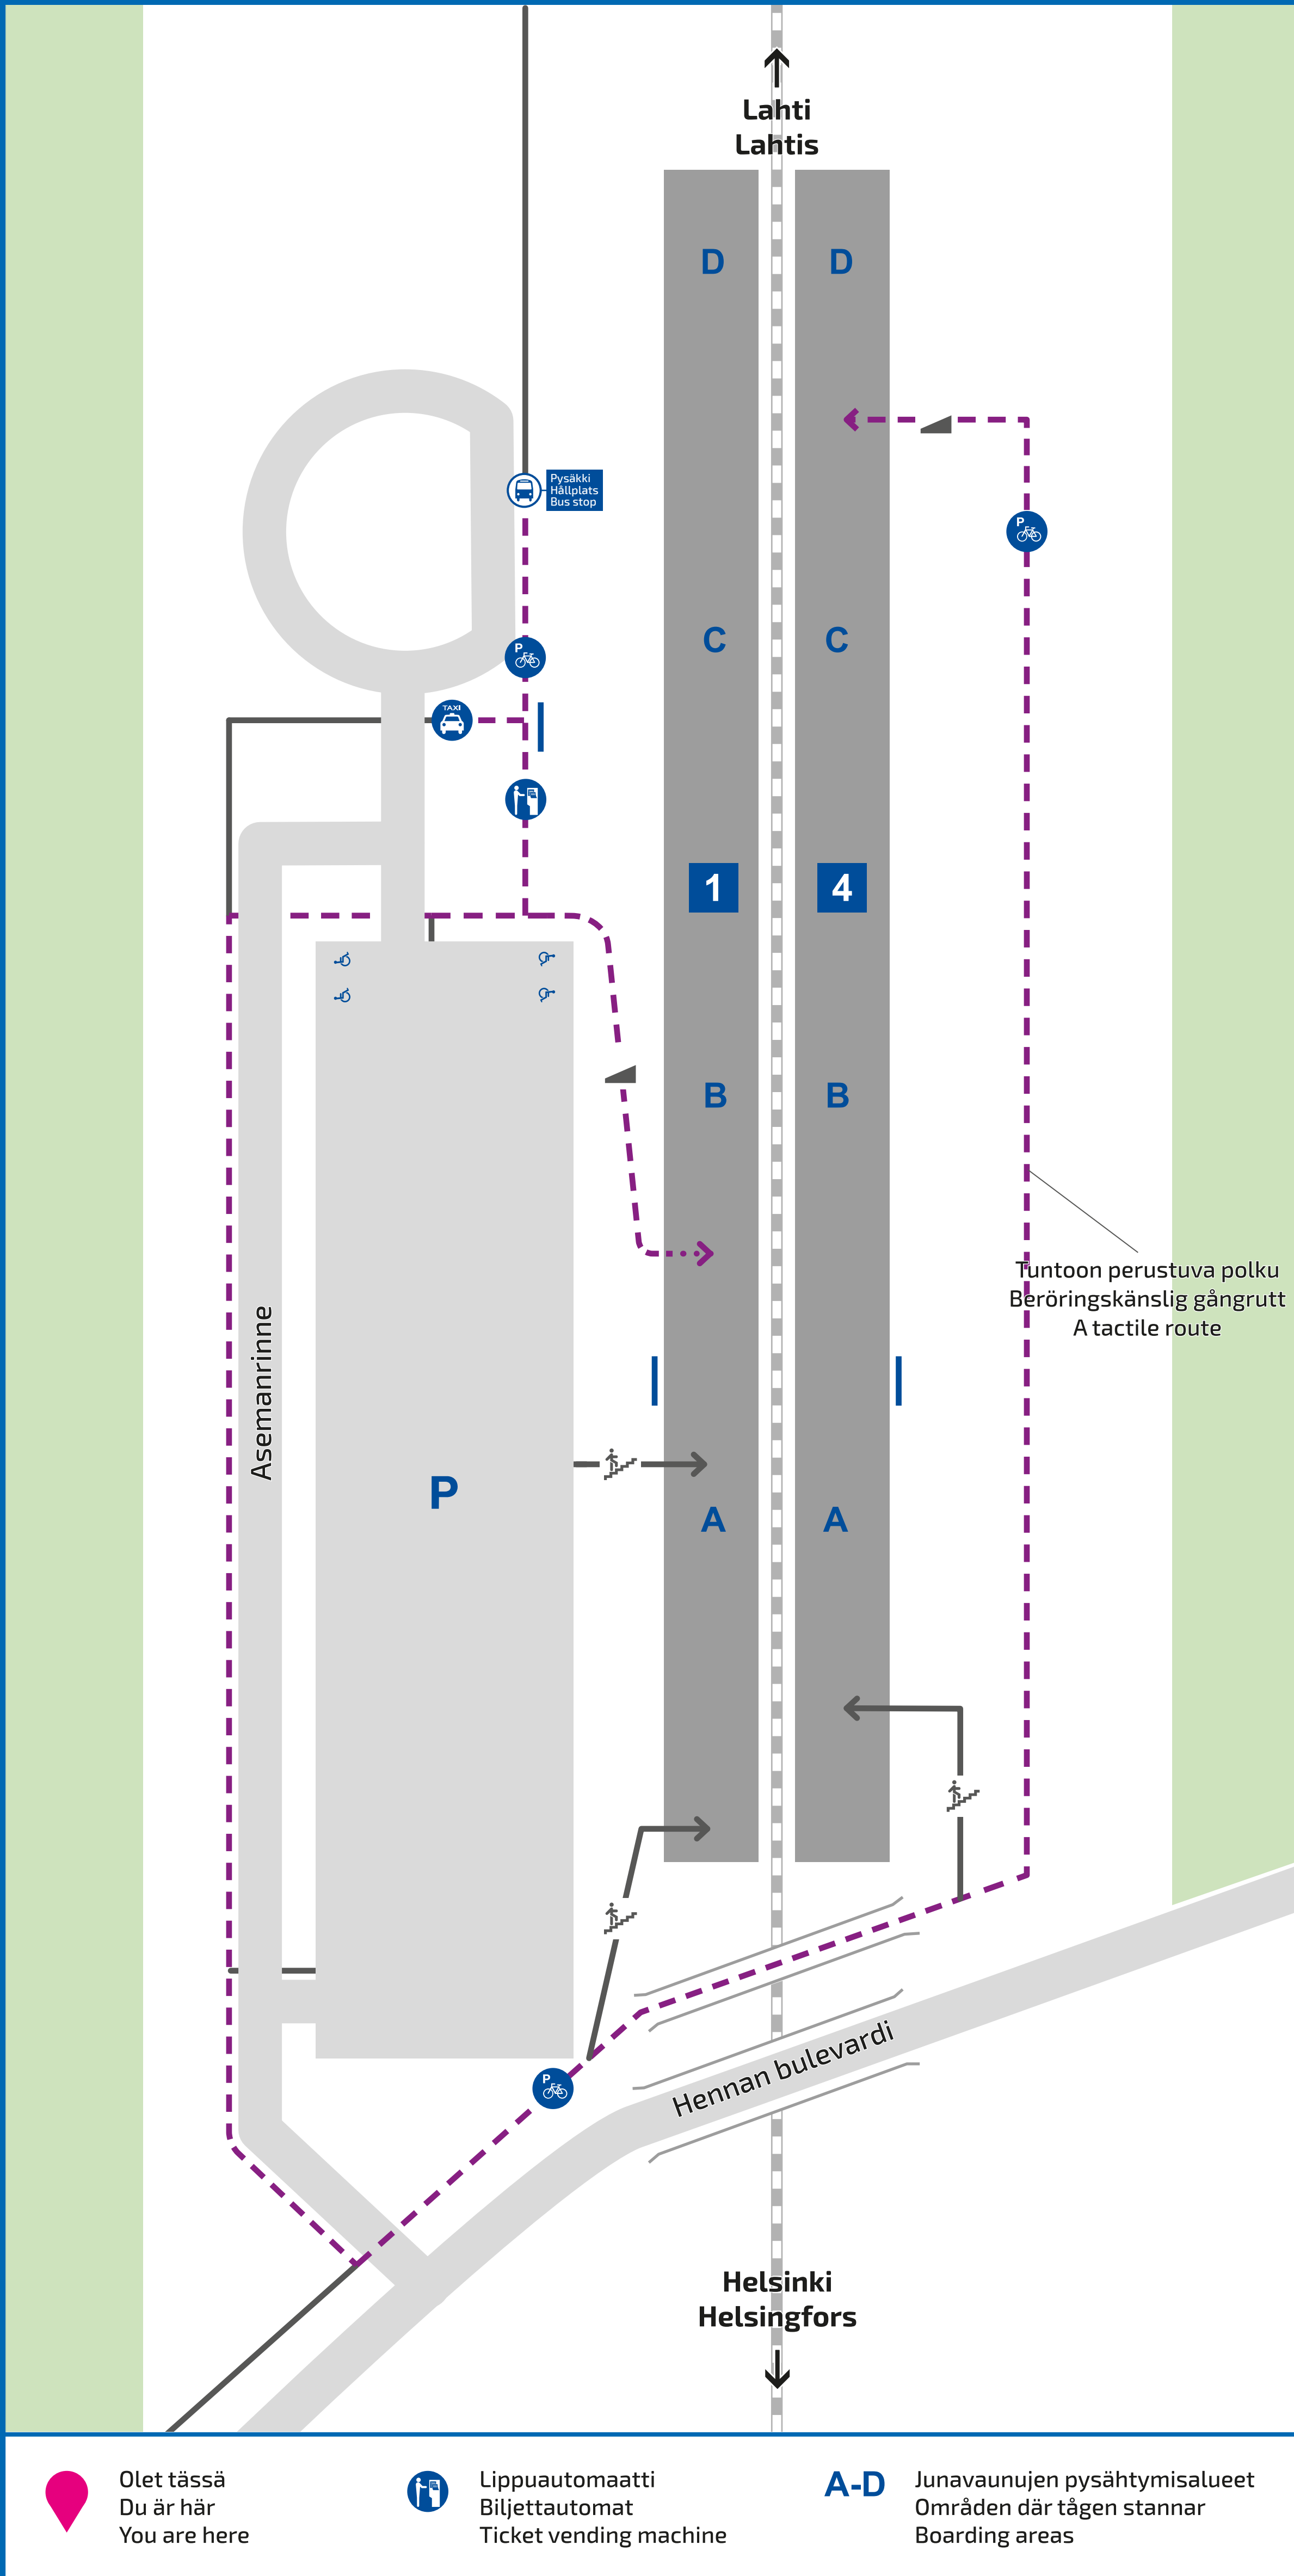 Lahti
Lahtis
D
D
Pysäkki
Hållplats
Bus stop
P
P
C
C
TAXI
1
4
B
B
Tuntoon perustuva polku
Beröringskänslig gångrutt
A tactile route
Asemanrinne
P
A
A
P
Hennan bulevardi
Helsinki
Helsingfors
Olet tässä
Du är här
You are here
Lippuautomaatti
Biljettautomat
Ticket vending machine
A-D
Junavaunujen pysähtymisalueet
Områden där tågen stannar
Boarding areas